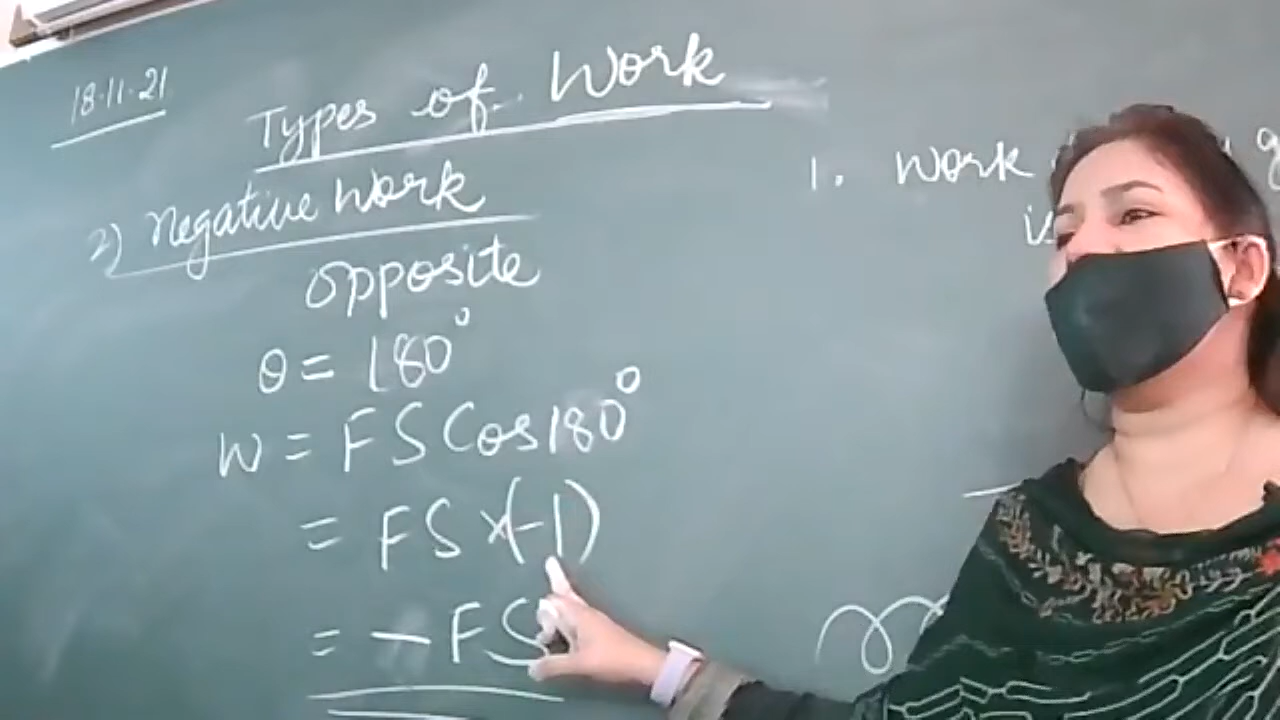 18.11.21
Types of Work
2) Negative Work
Opposite
θ = 180°
W = FS Cos180°
= FS ×(-1)
= -FS
1. Work